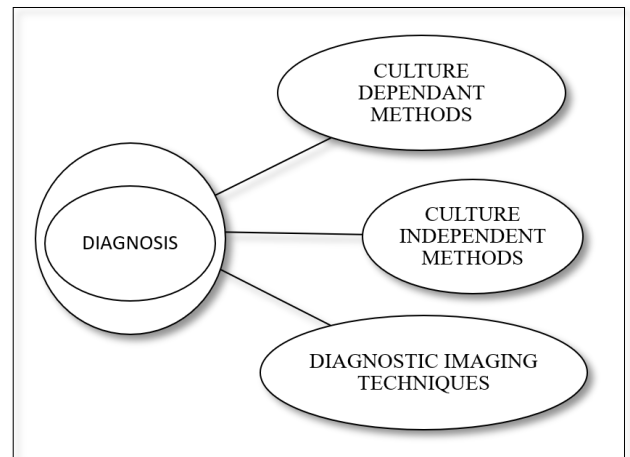 CULTURE
DEPENDANT
METHODS
DIAGNOSIS
CULTURE
INDEPENDENT
METHODS
DIAGNOSTIC IMAGING
TECHNIQUES